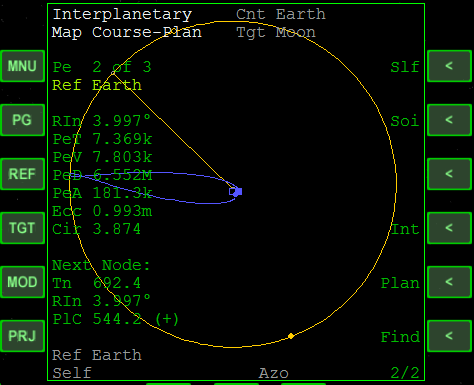 Interplanetary Cnt Earth
Map Course-Plan Tgt Moon
MNU Pe 2 of 3 Slf <
Ref Earth
PG RIn 3.997° Soi <
PeT 7.369k
PeV 7.803k
REF PeD 6.552M <
PeA 181.3k
Ecc 0.993m
TGT Cir 3.874 Int <
Next Node:
MOD Tn 692.4 Plan <
RIn 3.997°
PlC 544.2 (+)
PRJ Find <
Ref Earth
Self Azo 2/2